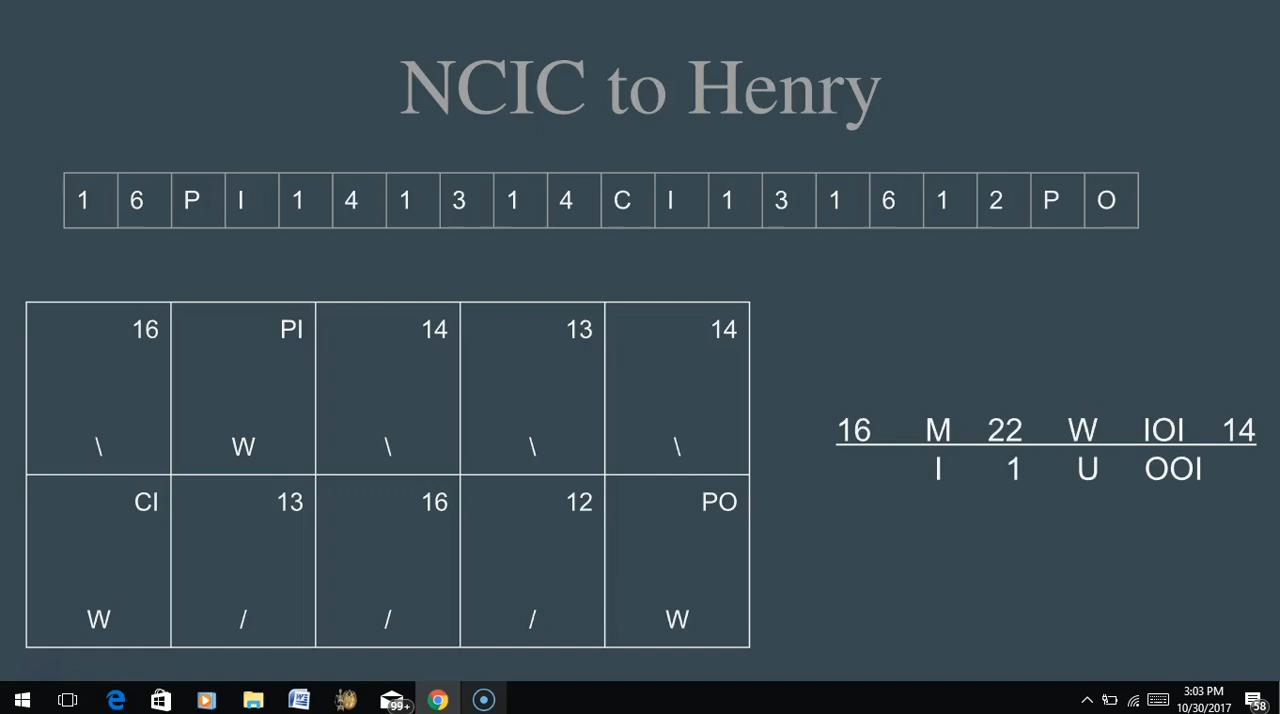 NCIC to Henry
1 6 P I 1 4 1 3 1 4 C I 1 3 1 6 1 2 P O
16 PI 14 13 14
\ W \ \ \
CI 13 16 12 PO
W / / / W
16 M 22 W IOI 14
I 1 U OOI
99+
3:03 PM
10/30/2017
58